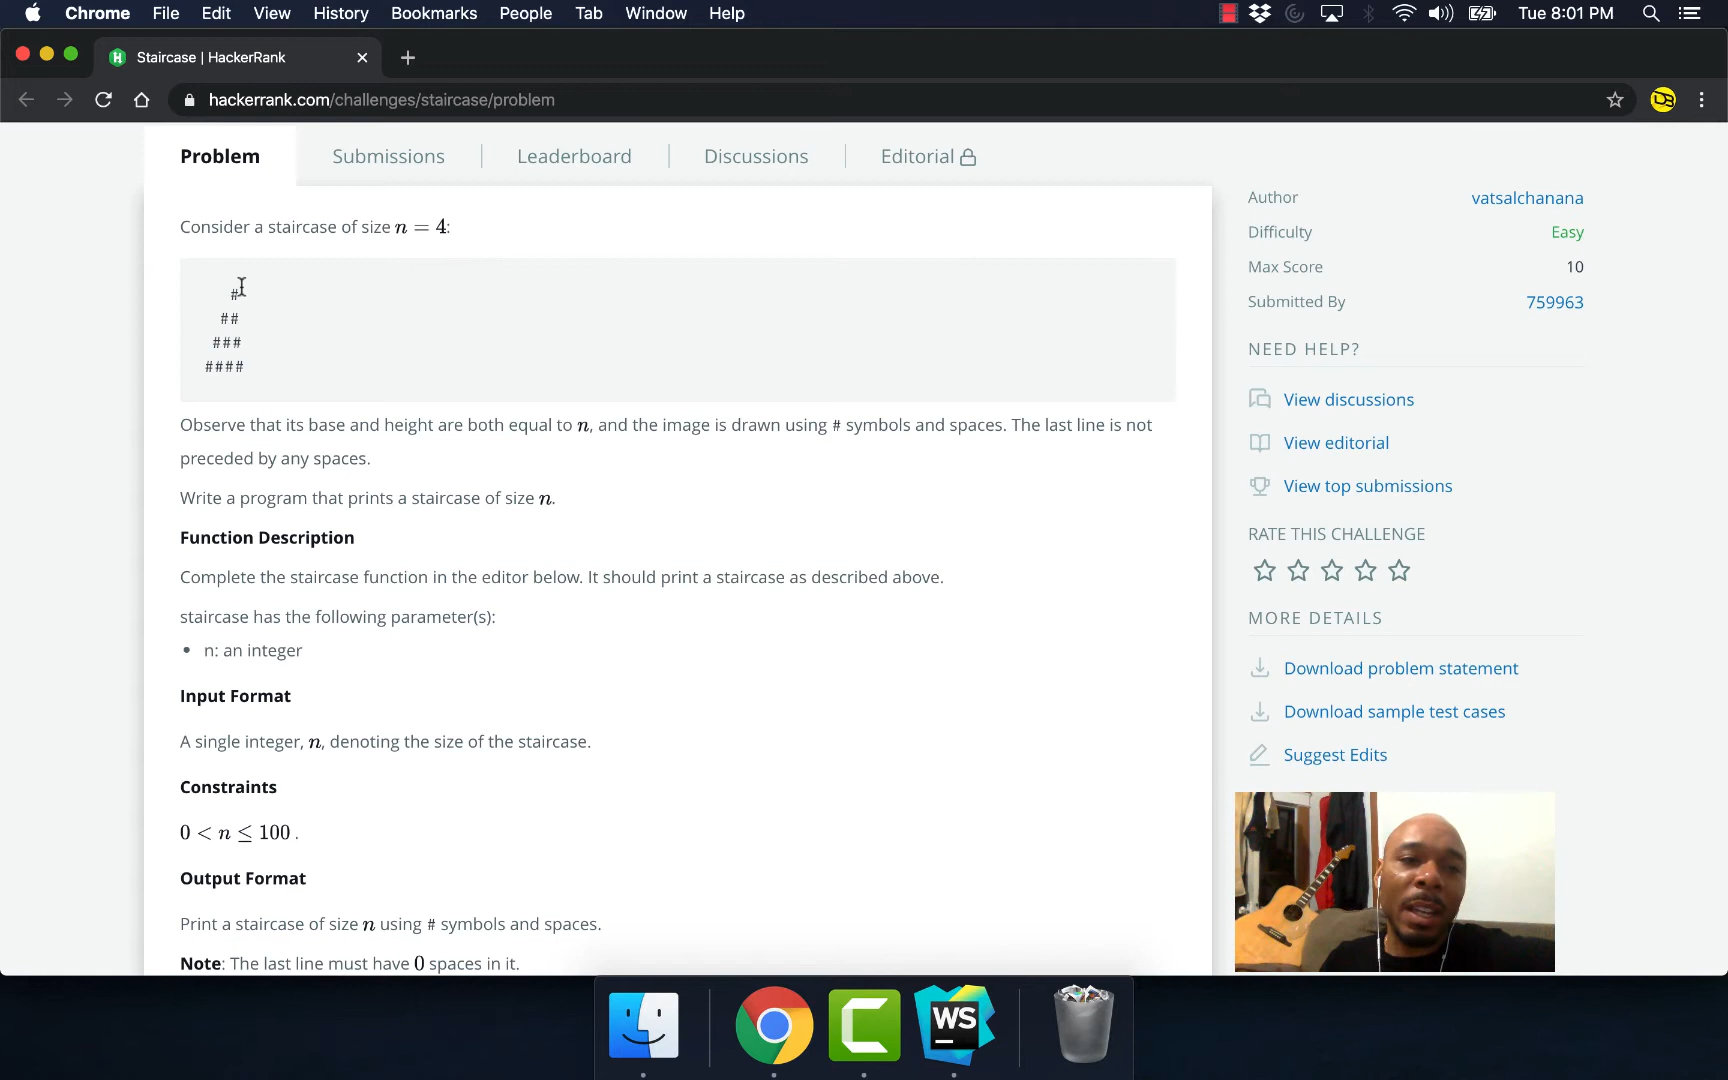 Chrome File Edit View History Bookmarks People Tab Window Help Tue 8:01 PM
Staircase | HackerRank
hackerrank.com/challenges/staircase/problem
Problem Submissions Leaderboard Discussions Editorial
Consider a staircase of size n = 4:
#
##
###
####
Observe that its base and height are both equal to n, and the image is drawn using # symbols and spaces. The last line is not
preceded by any spaces.
Write a program that prints a staircase of size n.
Function Description
Complete the staircase function in the editor below. It should print a staircase as described above.
staircase has the following parameter(s):
• n: an integer
Input Format
A single integer, n, denoting the size of the staircase.
Constraints
0 < n ≤ 100 .
Output Format
Print a staircase of size n using # symbols and spaces.
Note: The last line must have 0 spaces in it.
Author vatsalchanana
Difficulty Easy
Max Score 10
Submitted By 759963
NEED HELP?
View discussions
View editorial
View top submissions
RATE THIS CHALLENGE
MORE DETAILS
Download problem statement
Download sample test cases
Suggest Edits
WS